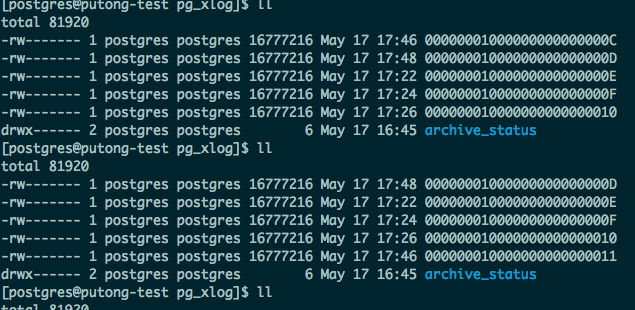 [postgres@putong-test pg_xlog]$ ll
total 81920
-rw------- 1 postgres postgres 16777216 May 17 17:46 00000001000000000000000C
-rw------- 1 postgres postgres 16777216 May 17 17:48 00000001000000000000000D
-rw------- 1 postgres postgres 16777216 May 17 17:22 00000001000000000000000E
-rw------- 1 postgres postgres 16777216 May 17 17:24 00000001000000000000000F
-rw------- 1 postgres postgres 16777216 May 17 17:26 000000010000000000000010
drwx------ 2 postgres postgres 6 May 17 16:45 archive_status
[postgres@putong-test pg_xlog]$ ll
total 81920
-rw------- 1 postgres postgres 16777216 May 17 17:48 00000001000000000000000D
-rw------- 1 postgres postgres 16777216 May 17 17:22 00000001000000000000000E
-rw------- 1 postgres postgres 16777216 May 17 17:24 00000001000000000000000F
-rw------- 1 postgres postgres 16777216 May 17 17:26 000000010000000000000010
-rw------- 1 postgres postgres 16777216 May 17 17:46 000000010000000000000011
drwx------ 2 postgres postgres 6 May 17 16:45 archive_status
[postgres@putong-test pg_xlog]$ ll
total 81920